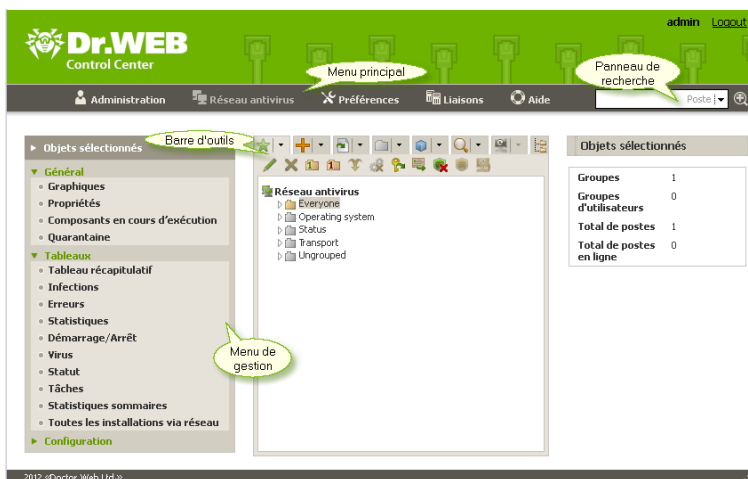 admin Logout
Dr.WEB
Control Center
Menu principal
Panneau de
recherche
Administration Réseau antivirus Préférences Liaisons Aide Poste
Barre d'outils
Objets sélectionnés
Général
Graphiques
Propriétés
Composants en cours d'exécution
Quarantaine
Tableaux
Tableau récapitulatif
Infections
Erreurs
Statistiques
Démarrage/Arrêt
Virus
Statut
Tâches
Statistiques sommaires
Toutes les installations via réseau
Configuration
Menu de
gestion
Réseau antivirus
Everyone
Operating system
Status
Transport
Ungrouped
Objets sélectionnés
Groupes 1
Groupes 0
d'utilisateurs
Total de postes 1
Total de postes 0
en ligne
2012 «Doctor Web Ltd.»